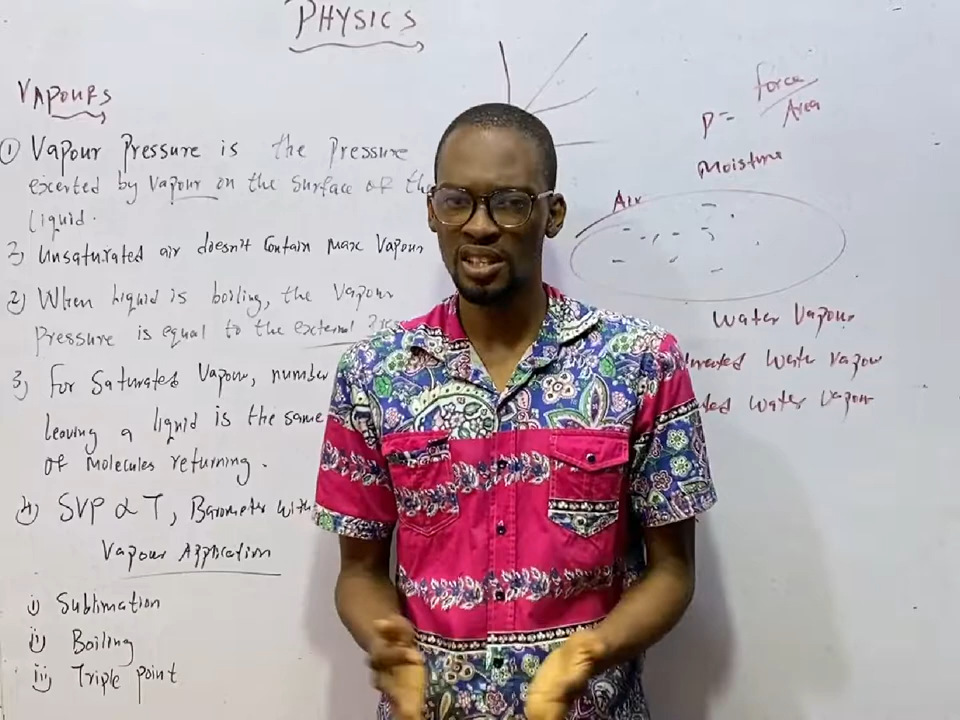 PHYSICS
VAPOURS
① Vapour Pressure is the Pressure
excerted by vapour on the surface of the
liquid.
2) Unsaturated air doesn't Contain max Vapour
2) When liquid is boiling, the vapour
Pressure is equal to the external
3) for Saturated Vapour, number
leaving a liquid is the same
of molecules returning.
4) SVP ∝ T, Barometer with
Vapour Application
i) Sublimation
ii) Boiling
iii) Triple point
P = force/Area
Moisture
Air
Water Vapour
water vapour
water vapour